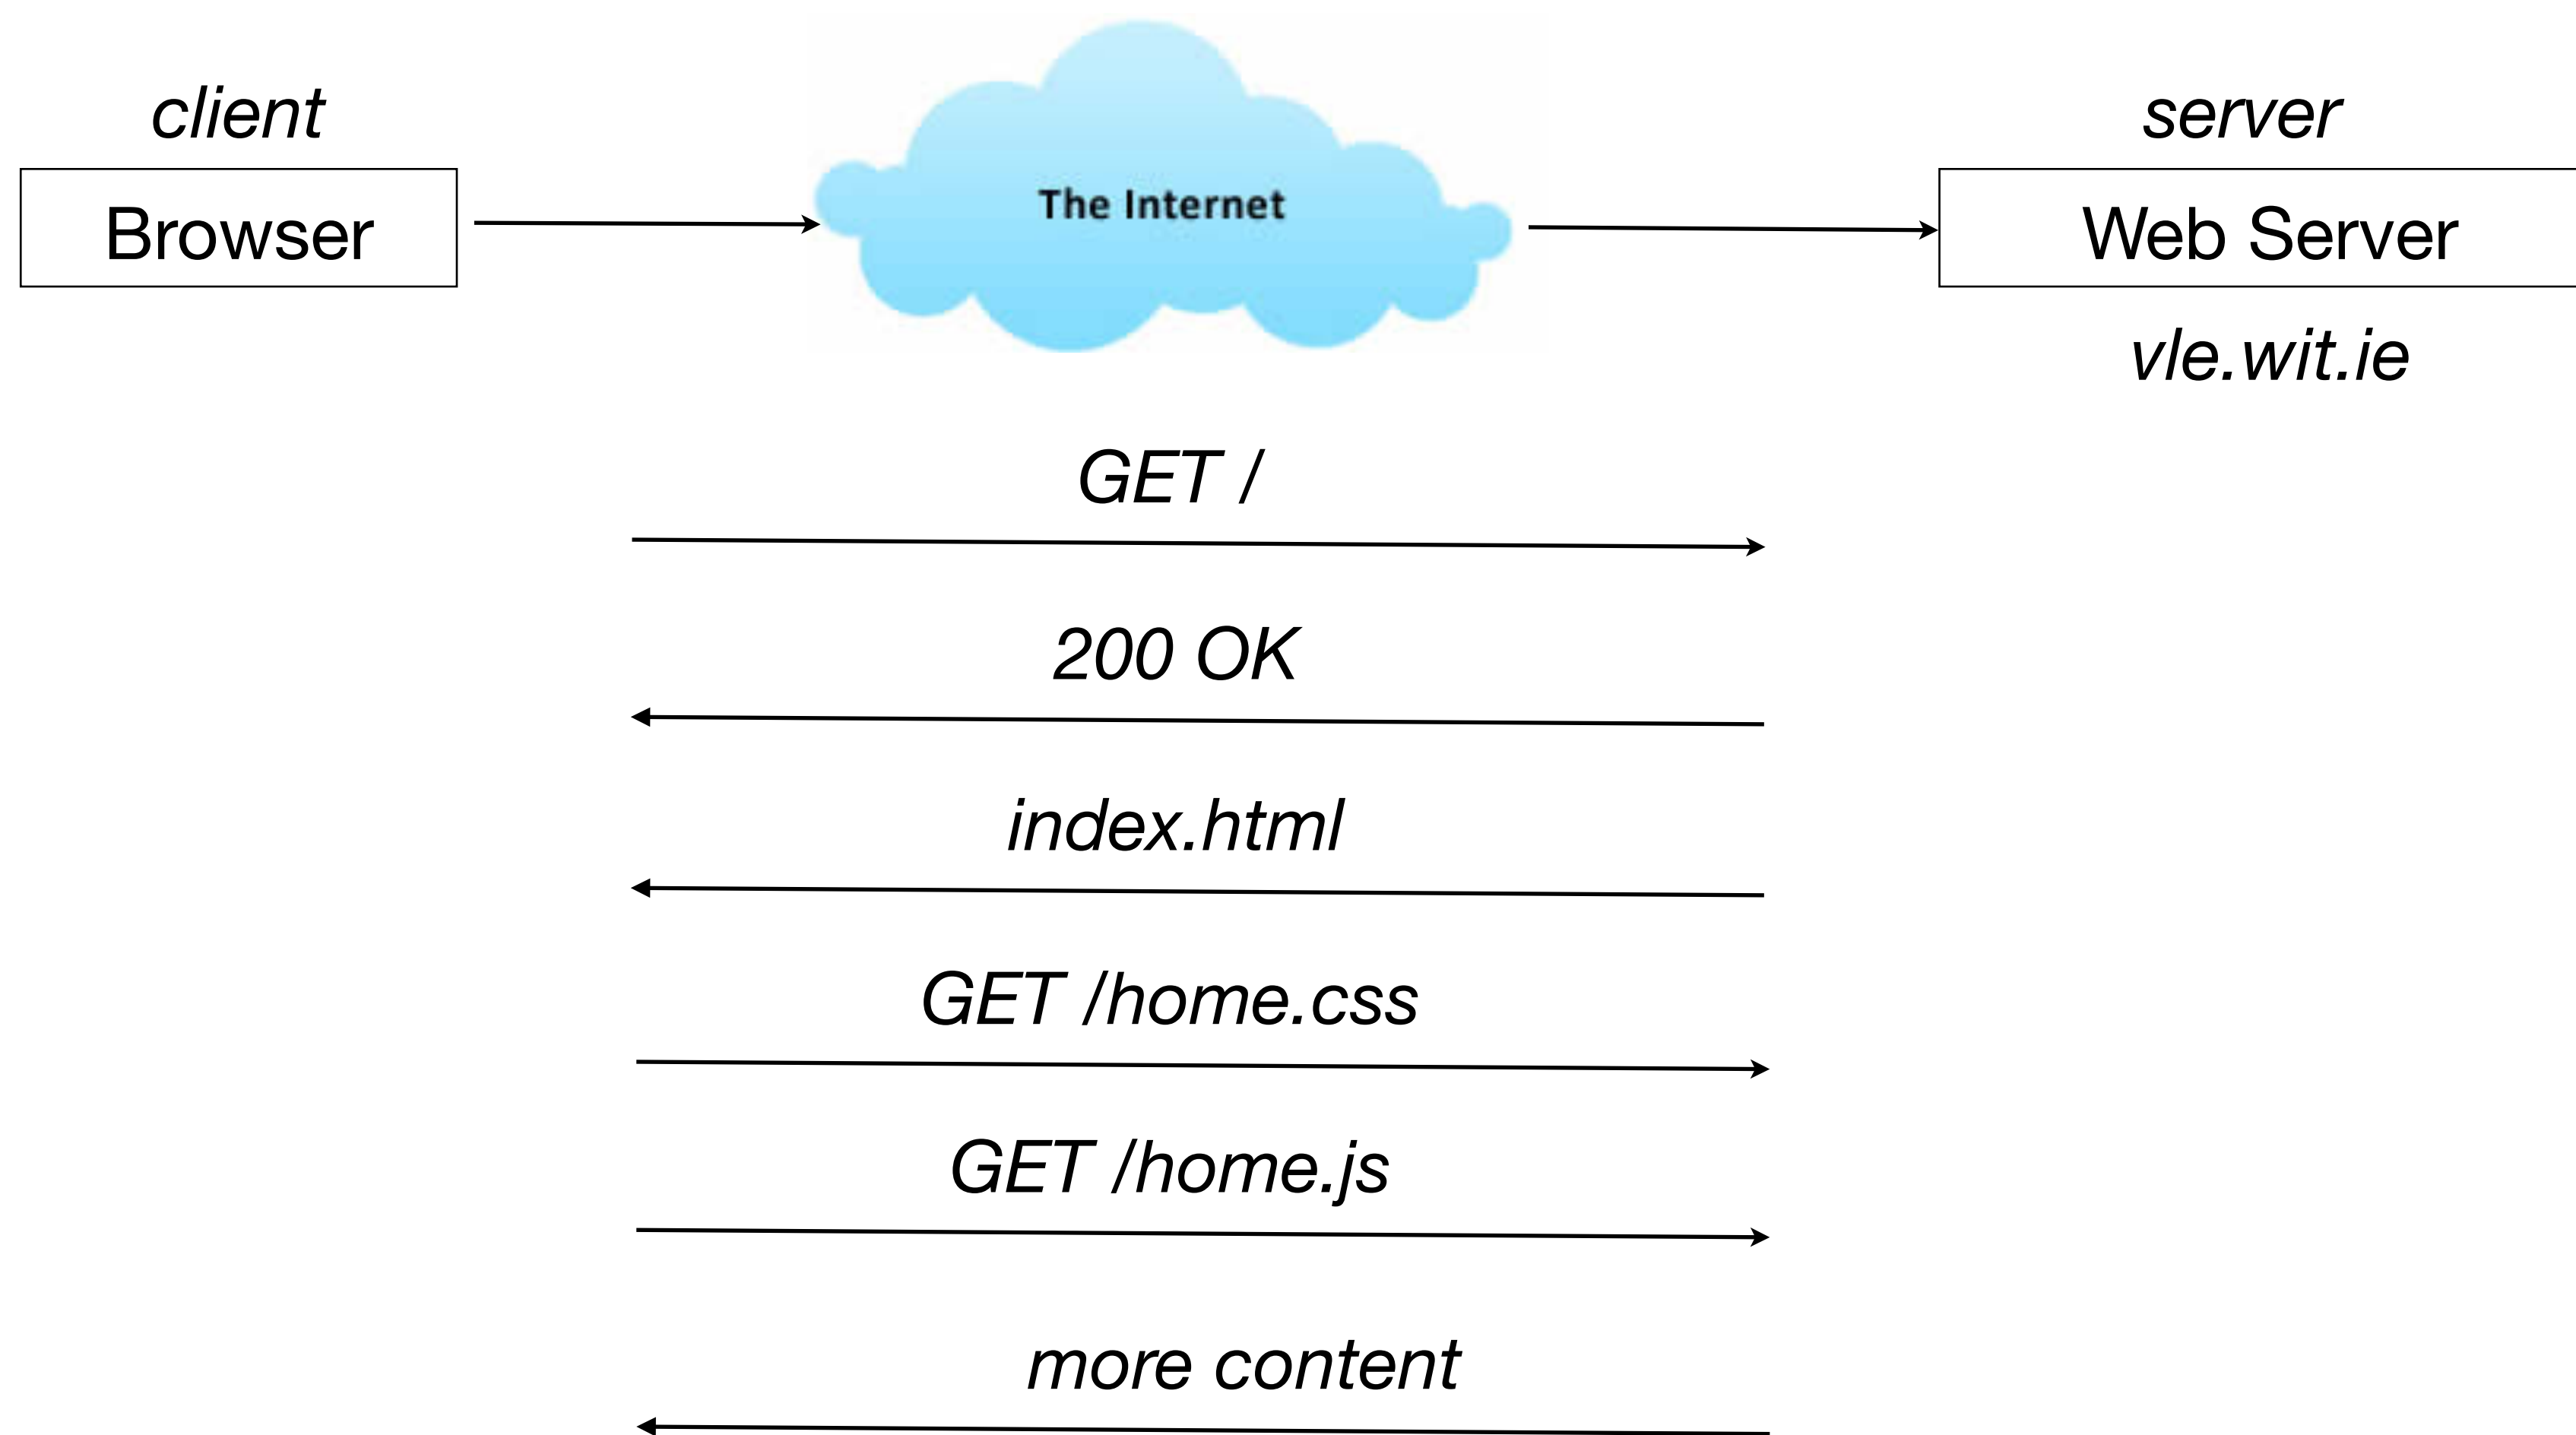 client
server
Browser
The Internet
Web Server
vle.wit.ie
GET /
200 OK
index.html
GET /home.css
GET /home.js
more content